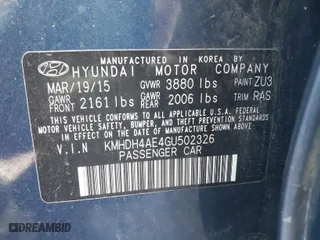 MANUFACTURED IN KOREA BY
HYUNDAI MOTOR COMPANY
MAR/19/15 GVWR 3880 lbs PAINT ZU3
GAWR FRONT 2161 lbs GAWR REAR 2006 lbs TRIM RAS
THIS VEHICLE CONFORMS TO ALL APPLICABLE
U.S. FEDERAL MOTOR VEHICLE SAFETY, BUMPER,
AND THEFT PREVENTION STANDARDS IN EFFECT ON
THE DATE OF MANUFACTURE SHOWN ABOVE.
V.I.N KMHDH4AE4GU502326
PASSENGER CAR